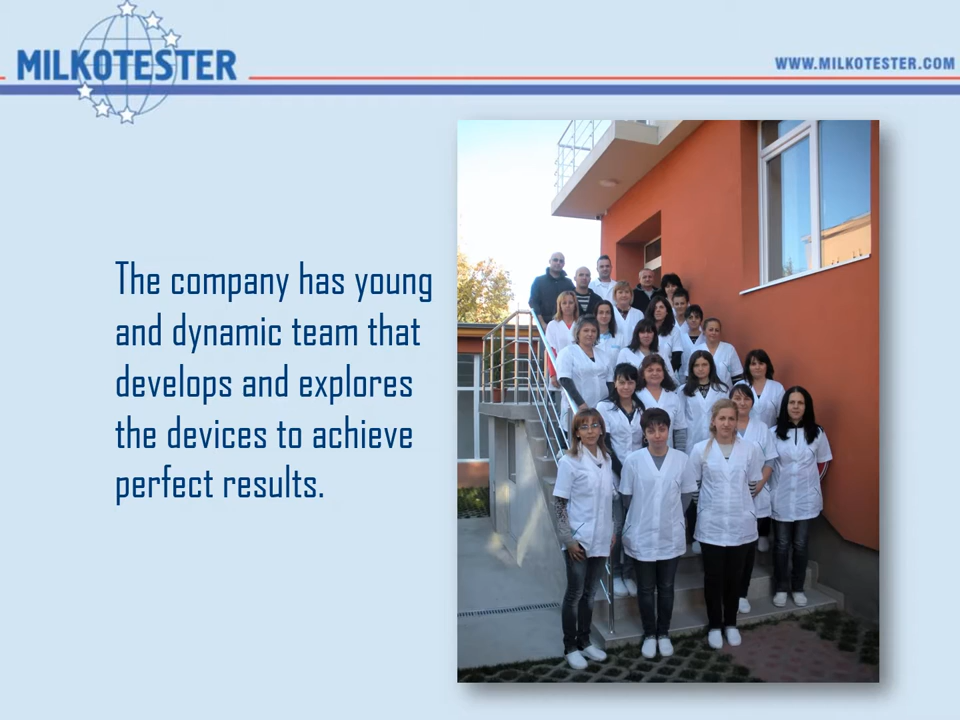 MILKOTESTER
WWW.MILKOTESTER.COM
The company has young
and dynamic team that
develops and explores
the devices to achieve
perfect results.